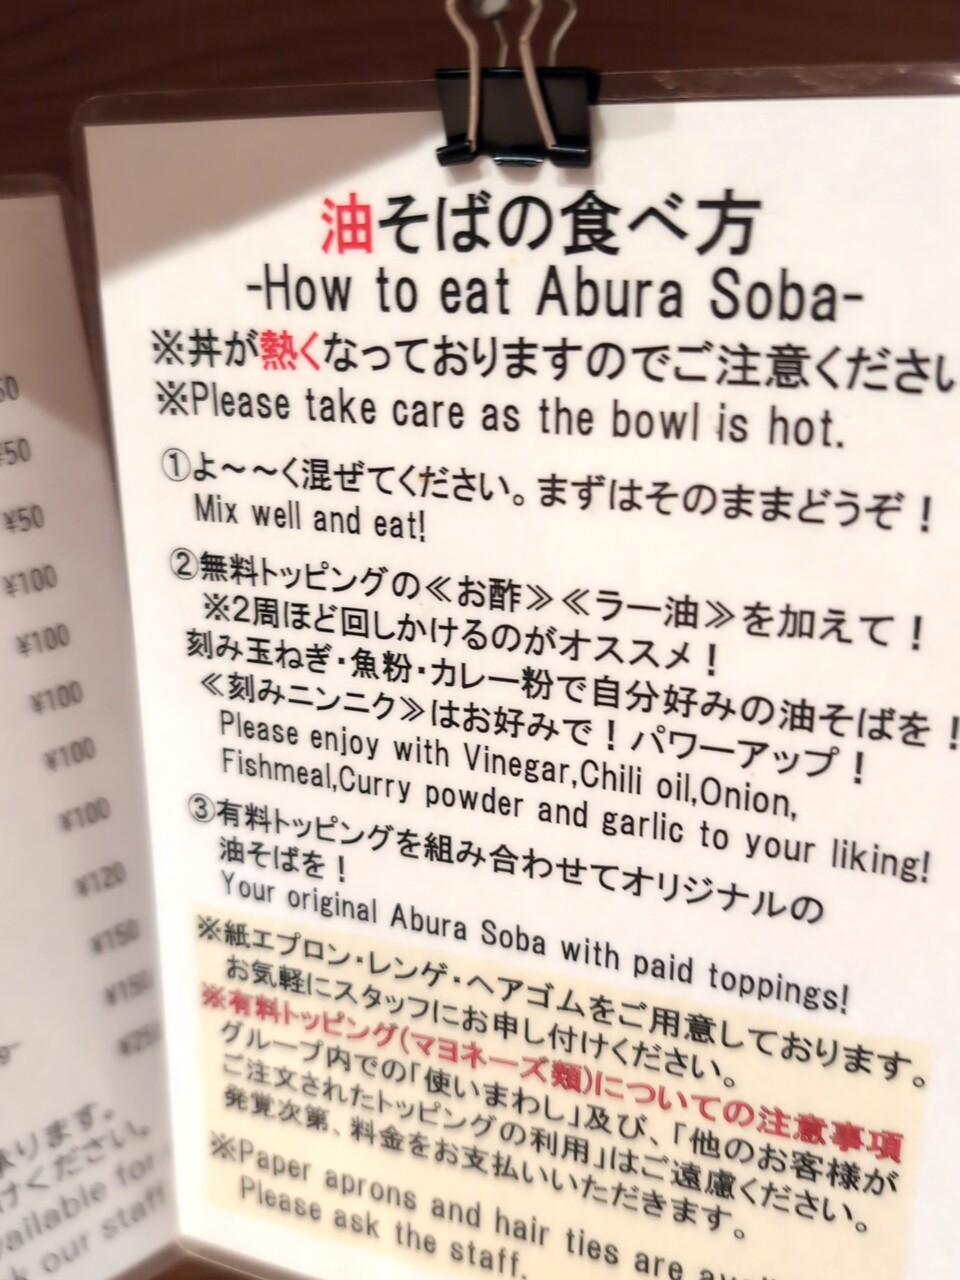 油そばの食べ方
-How to eat Abura Soba-
※丼が熱くなっておりますのでご注意ください
※Please take care as the bowl is hot.
①よ〜〜く混ぜてください。まずはそのままどうぞ！
Mix well and eat!
②無料トッピングの≪お酢≫≪ラー油≫を加えて！
※2周ほど回しかけるのがオススメ！
刻み玉ねぎ・魚粉・カレー粉で自分好みの油そばを！
≪刻みニンニク≫はお好みで！パワーアップ！
Please enjoy with Vinegar,Chili oil,Onion,
Fishmeal,Curry powder and garlic to your liking!
③有料トッピングを組み合わせてオリジナルの
油そばを！
Your original Abura Soba with paid toppings!
※紙エプロン・レンゲ・ヘアゴムをご用意しております。
お気軽にスタッフにお申し付けください。
※有料トッピング(マヨネーズ類)についての注意事項
グループ内での「使いまわし」及び、「他のお客様が
ご注文されたトッピングの利用」はご遠慮ください。
発覚次第、料金をお支払いいただきます。
※Paper aprons and hair ties are
Please ask the staff.
¥50
¥50
¥100
¥100
¥100
¥100
¥100
¥120
¥150
¥150
ります。
ください。
for
our staff